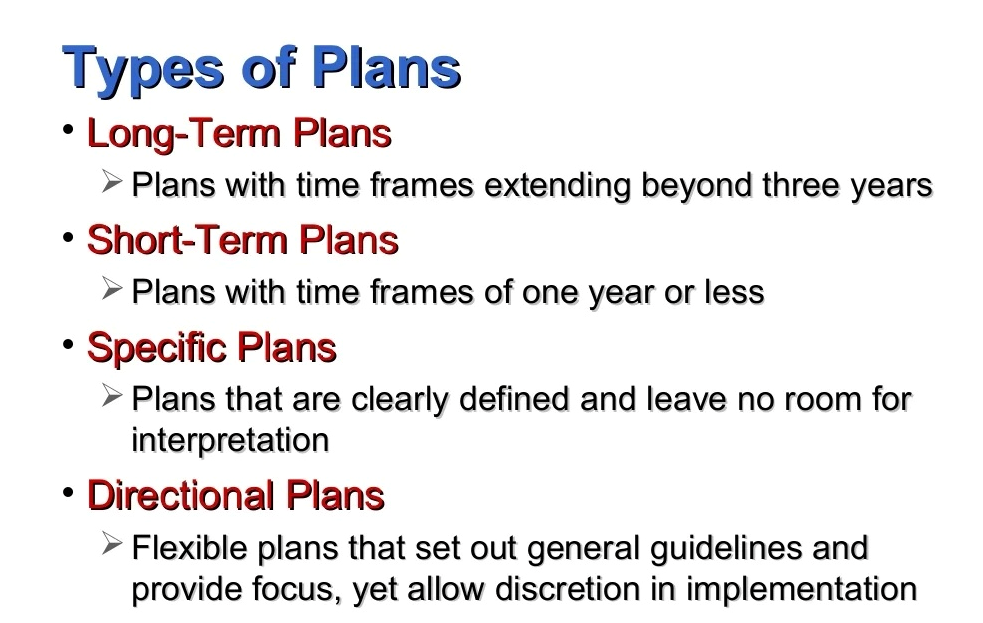 Types of Plans
• Long-Term Plans
➢ Plans with time frames extending beyond three years
• Short-Term Plans
➢ Plans with time frames of one year or less
• Specific Plans
➢ Plans that are clearly defined and leave no room for
interpretation
• Directional Plans
➢ Flexible plans that set out general guidelines and
provide focus, yet allow discretion in implementation